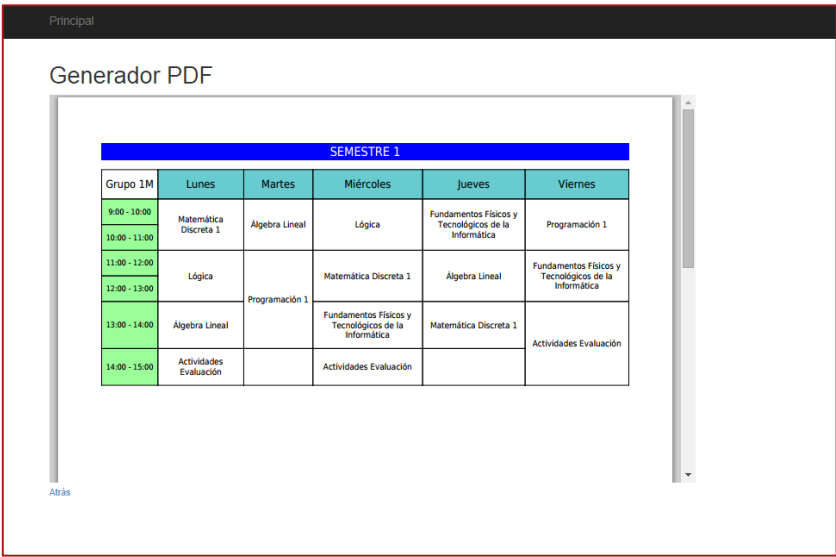 Principal
Generador PDF
SEMESTRE 1
Grupo 1M Lunes Martes Miércoles Jueves Viernes
9:00 - 10:00
10:00 - 11:00
Matemática
Discreta 1
Álgebra Lineal
Lógica
Fundamentos Físicos y
Tecnológicos de la
Informática
Programación 1
11:00 - 12:00
12:00 - 13:00
Lógica
Programación 1
Matemática Discreta 1
Álgebra Lineal
Fundamentos Físicos y
Tecnológicos de la
Informática
13:00 - 14:00
Álgebra Lineal
Fundamentos Físicos y
Tecnológicos de la
Informática
Matemática Discreta 1
Actividades Evaluación
14:00 - 15:00
Actividades
Evaluación
Actividades Evaluación
Atrás